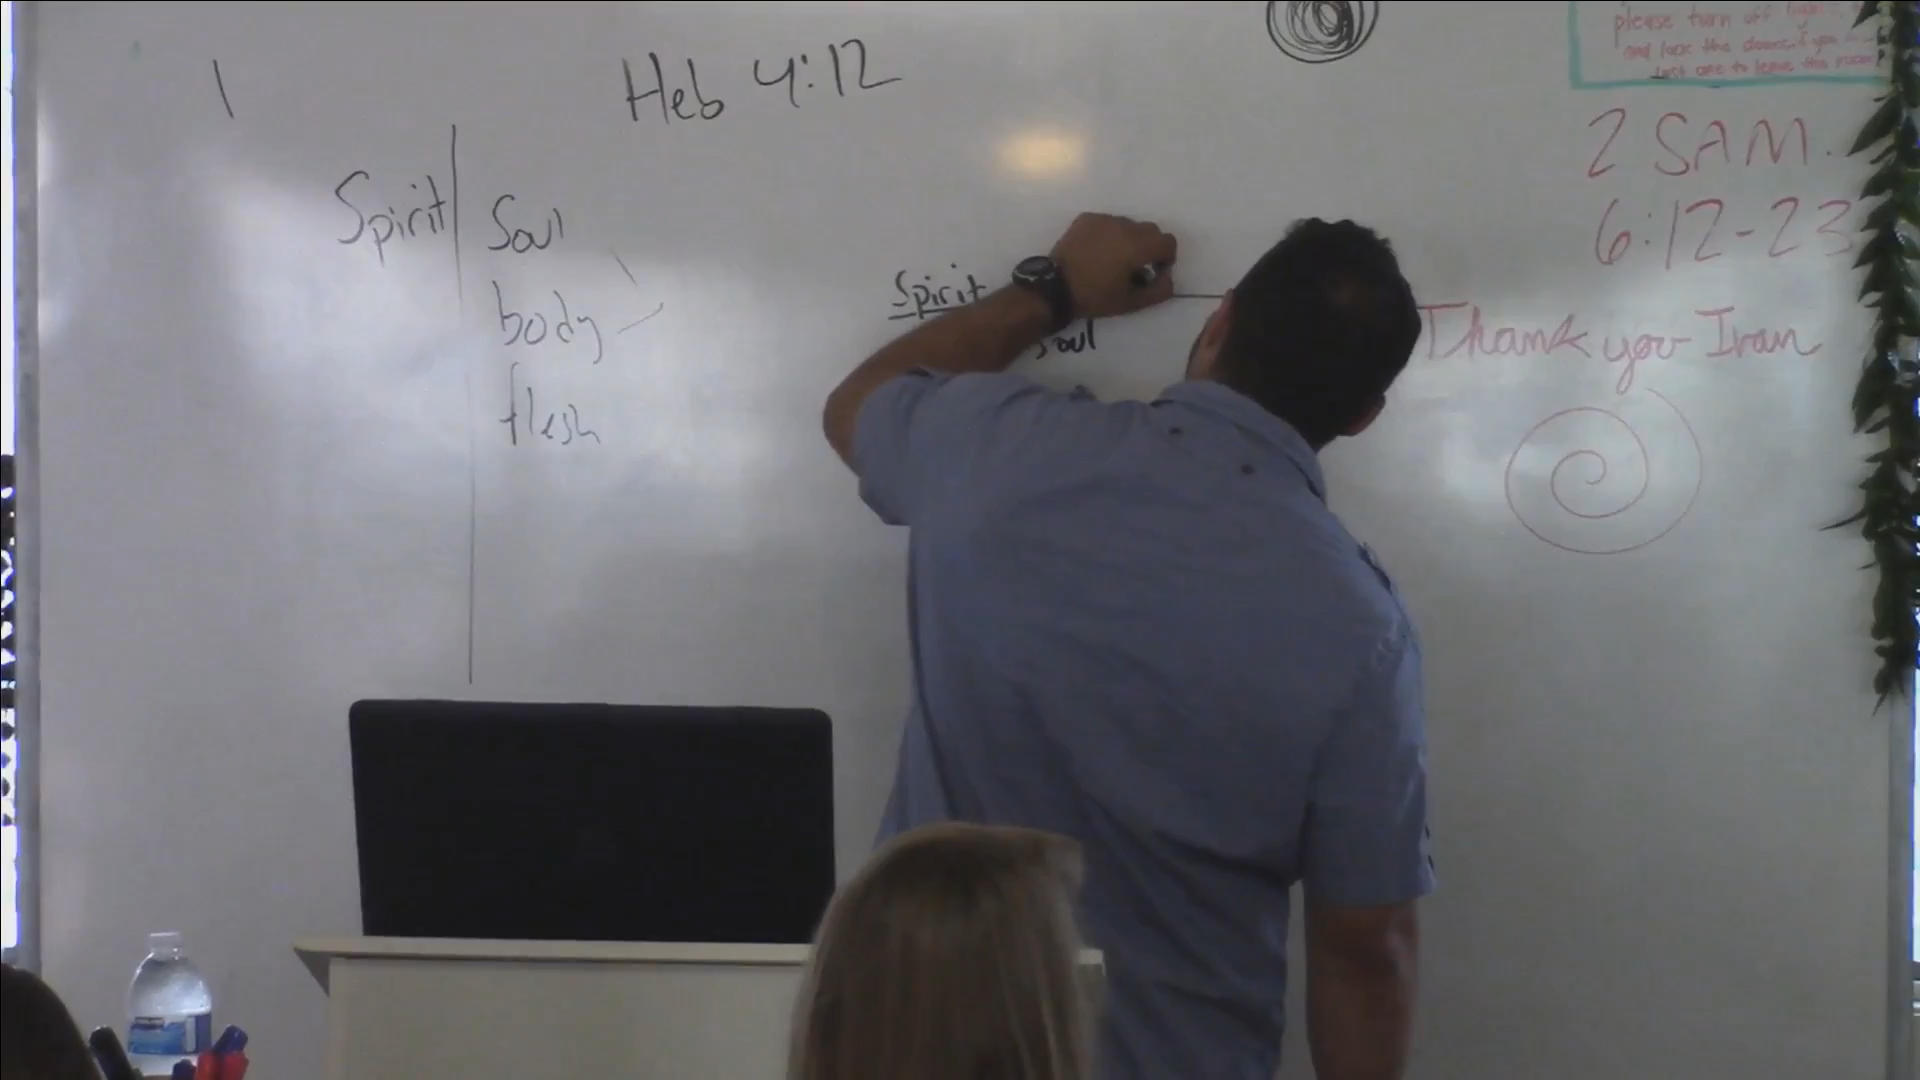 Heb 4:12
Spirit
Soul
body
flesh
Spirit
Soul
please turn off
and lock the doors if you
last one to leave this room
2 SAM.
6:12-23
Thank you Ivan